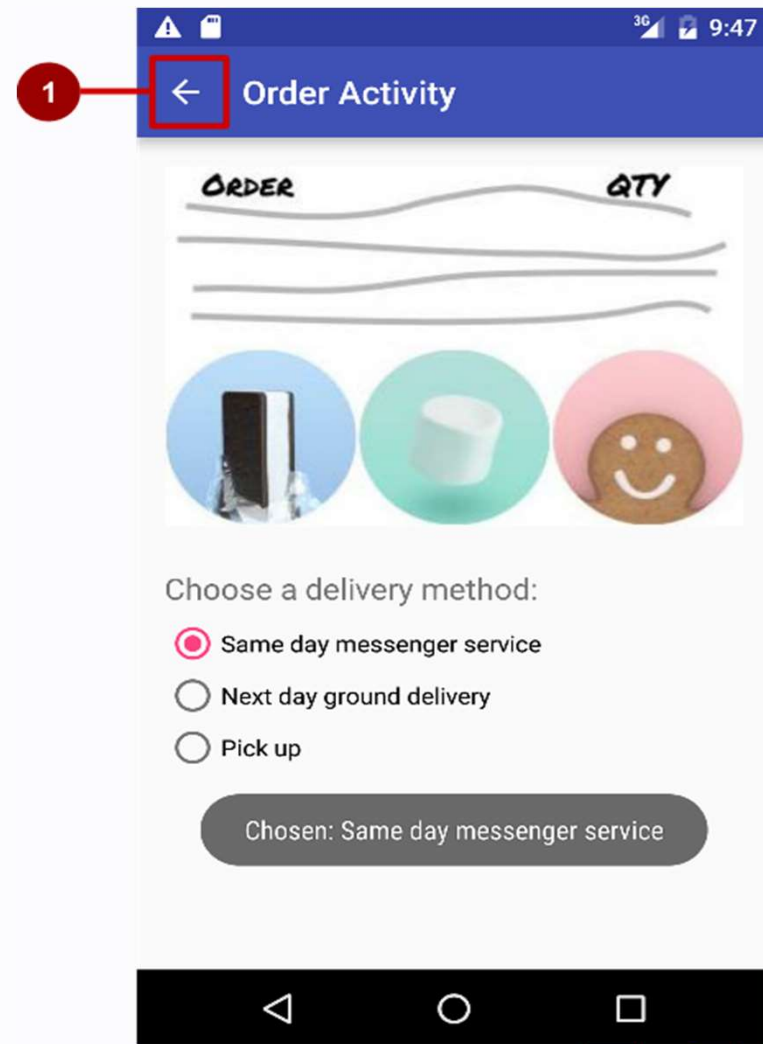 3G 9:47
1
Order Activity
ORDER QTY
Choose a delivery method:
Same day messenger service
Next day ground delivery
Pick up
Chosen: Same day messenger service